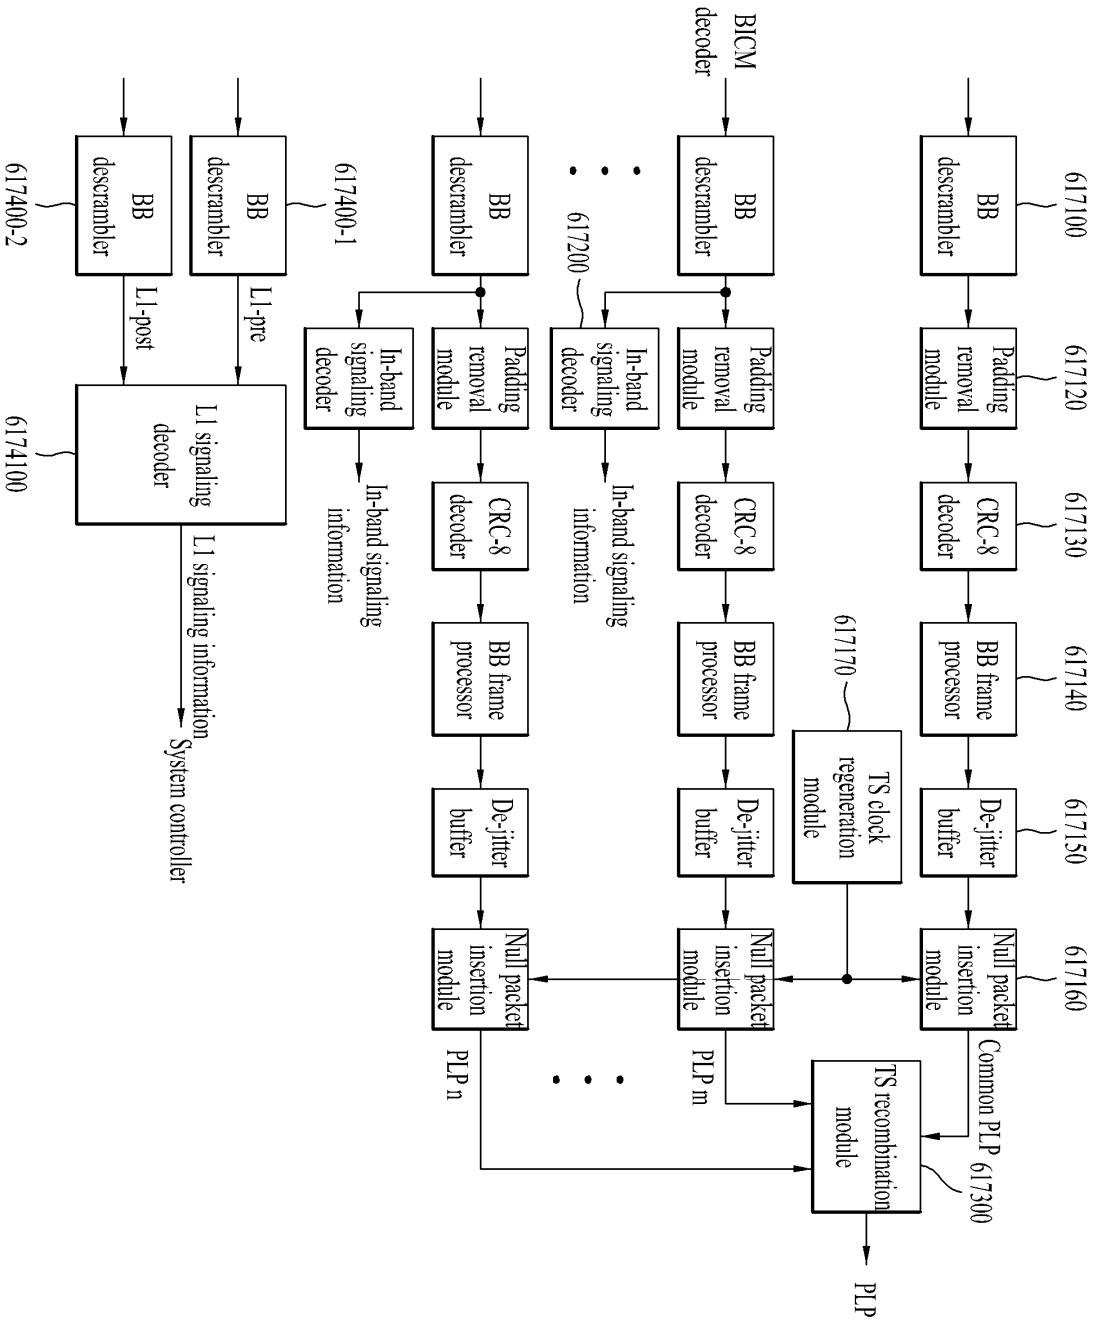 617100
617120
617130
617140
617150
617160
BB
descrambler
Padding
removal
module
CRC-8
decoder
BB frame
processor
De-jitter
buffer
Null packet
insertion
module
Common PLP
617300
617170
TS clock
regeneration
module
TS recombination
module
PLP
BICM
decoder
BB
descrambler
Padding
removal
module
CRC-8
decoder
BB frame
processor
De-jitter
buffer
Null packet
insertion
module
PLP m
617200
In-band
signaling
decoder
In-band signaling
information
BB
descrambler
Padding
removal
module
CRC-8
decoder
BB frame
processor
De-jitter
buffer
Null packet
insertion
module
PLP n
In-band
signaling
decoder
In-band signaling
information
617400-1
BB
descrambler
L1-pre
L1 signaling
decoder
L1 signaling information
System controller
BB
descrambler
L1-post
617400-2
6174100